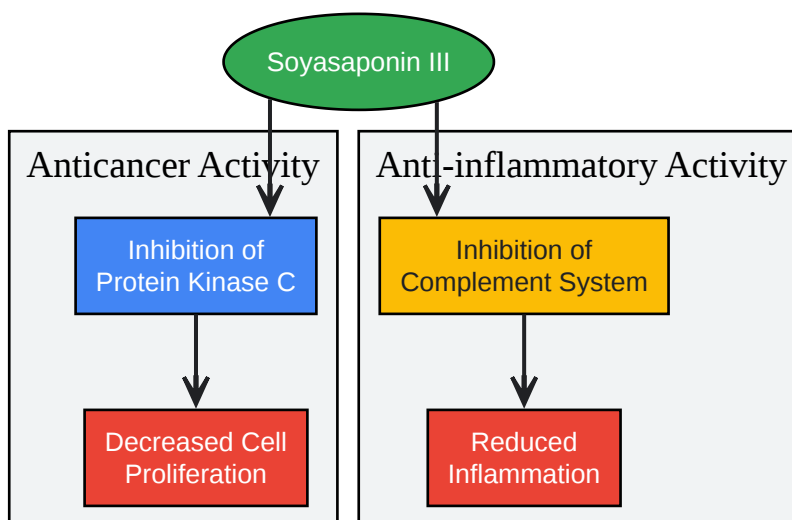 Soyasaponin III
Anticancer Activity
Anti-inflammatory Activity
Inhibition of
Protein Kinase C
Inhibition of
Complement System
Decreased Cell
Proliferation
Reduced
Inflammation